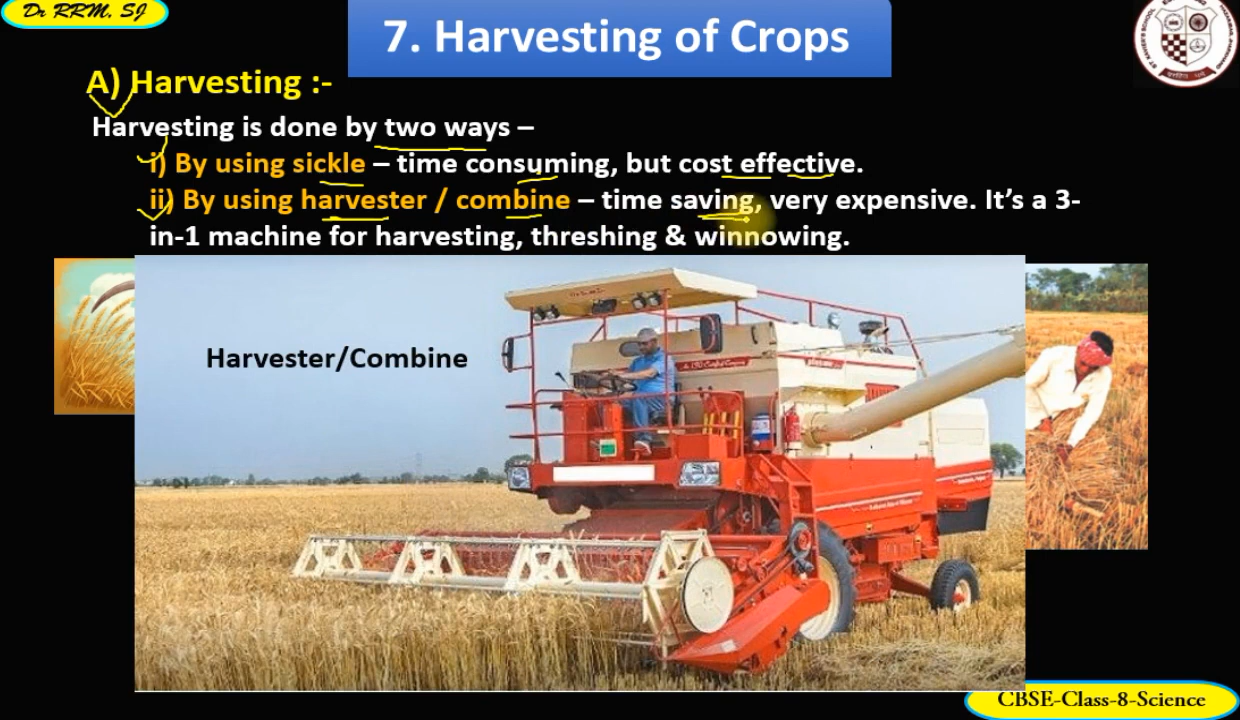 Dr RRM, SJ
7. Harvesting of Crops
A) Harvesting :-
Harvesting is done by two ways –
i) By using sickle – time consuming, but cost effective.
ii) By using harvester / combine – time saving, very expensive. It’s a 3-
in-1 machine for harvesting, threshing & winnowing.
Harvester/Combine
CBSE-Class-8-Science